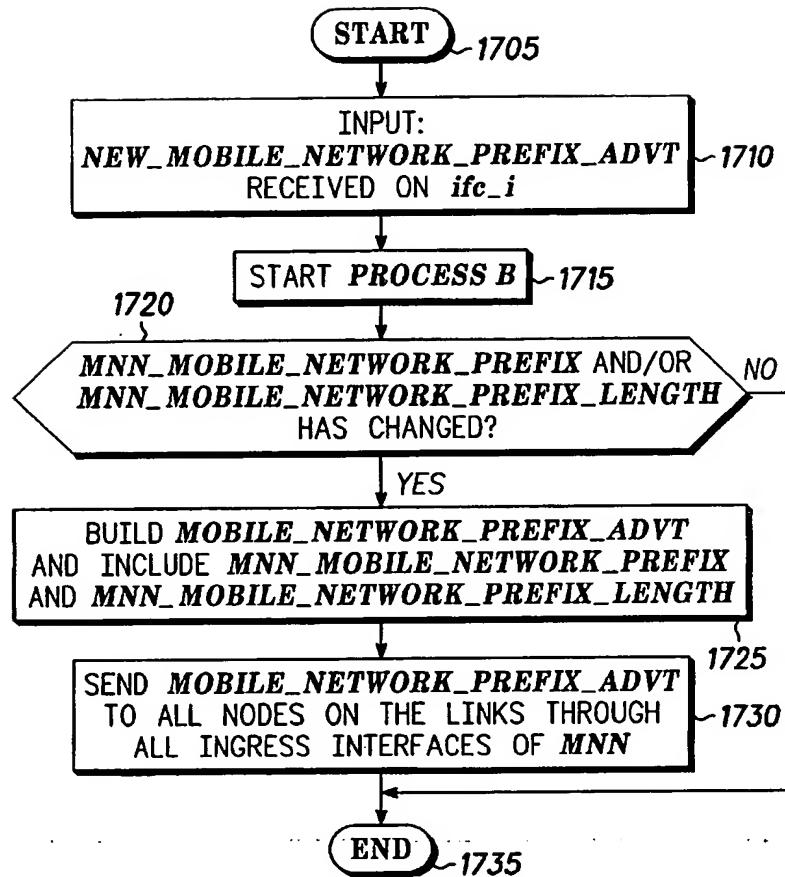 START
1705
INPUT:
NEW_MOBILE_NETWORK_PREFIX_ADVT
RECEIVED ON ifc_i
1710
START PROCESS B
1715
1720
MNN_MOBILE_NETWORK_PREFIX AND/OR
MNN_MOBILE_NETWORK_PREFIX_LENGTH
HAS CHANGED?
NO
YES
BUILD MOBILE_NETWORK_PREFIX_ADVT
AND INCLUDE MNN_MOBILE_NETWORK_PREFIX
AND MNN_MOBILE_NETWORK_PREFIX_LENGTH
1725
SEND MOBILE_NETWORK_PREFIX_ADVT
TO ALL NODES ON THE LINKS THROUGH
ALL INGRESS INTERFACES OF MNN
1730
END
1735